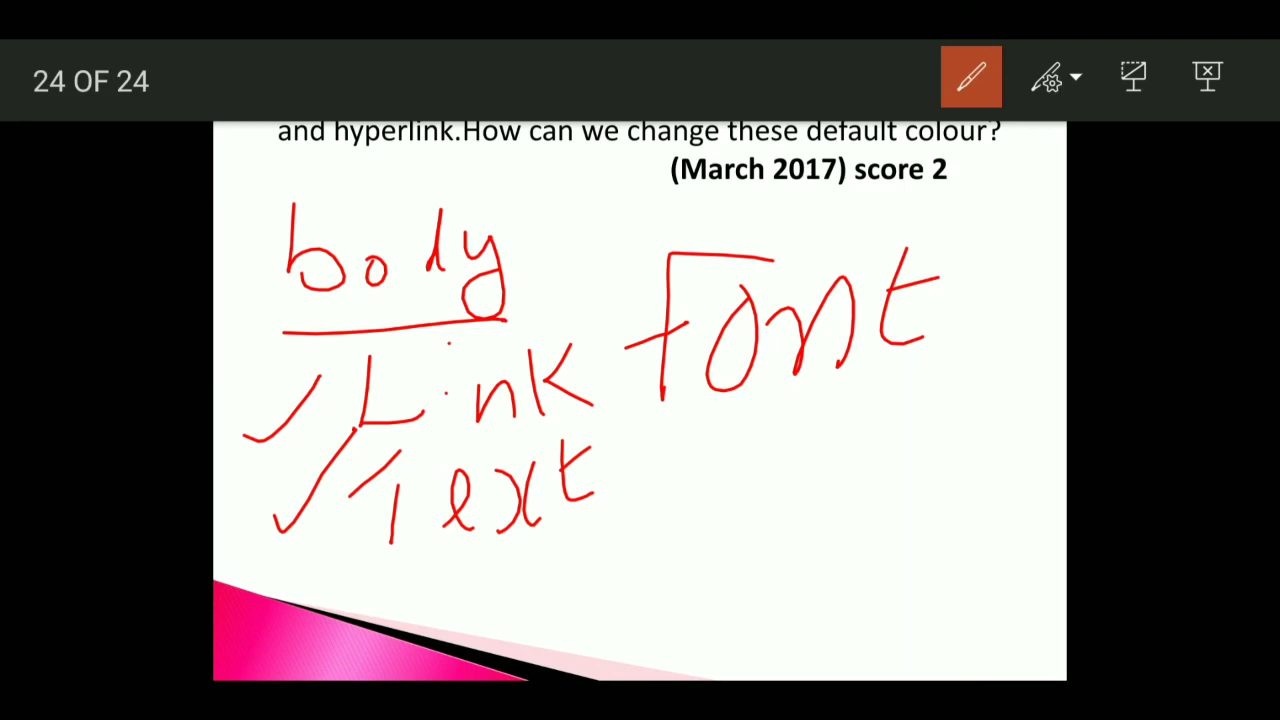 24 OF 24
and hyperlink.How can we change these default colour?
(March 2017) score 2
body
Font
Link
Text